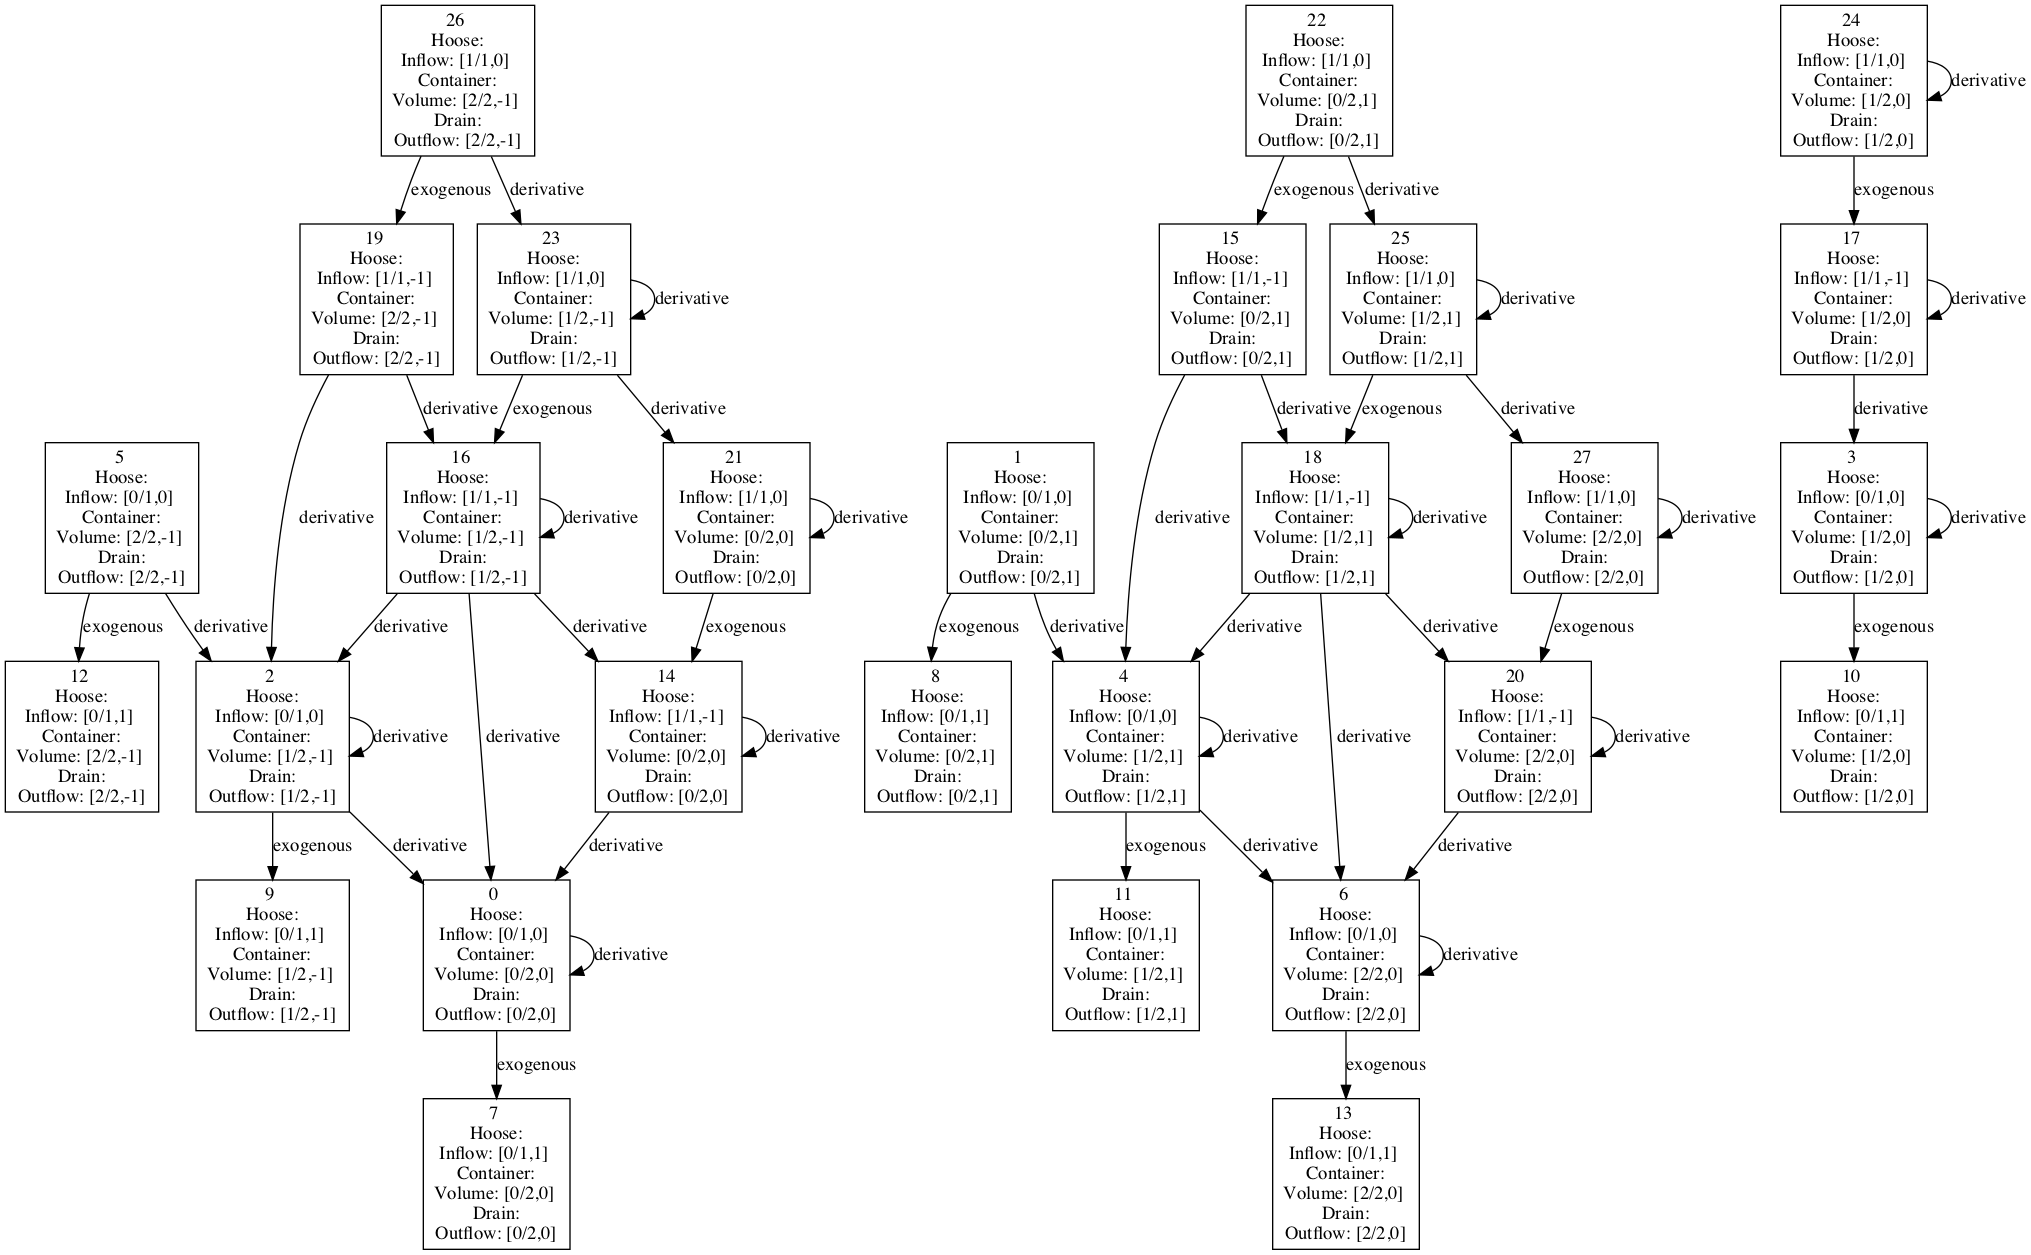 26
Hoose:
Inflow: [1/1,0]
Container:
Volume: [2/2,-1]
Drain:
Outflow: [2/2,-1]
22
Hoose:
Inflow: [1/1,0]
Container:
Volume: [0/2,1]
Drain:
Outflow: [0/2,1]
24
Hoose:
Inflow: [1/1,0]
Container:
Volume: [1/2,0]
Drain:
Outflow: [1/2,0]
derivative
exogenous
derivative
exogenous
derivative
exogenous
19
Hoose:
Inflow: [1/1,-1]
Container:
Volume: [2/2,-1]
Drain:
Outflow: [2/2,-1]
23
Hoose:
Inflow: [1/1,0]
Container:
Volume: [1/2,-1]
Drain:
Outflow: [1/2,-1]
derivative
15
Hoose:
Inflow: [1/1,-1]
Container:
Volume: [0/2,1]
Drain:
Outflow: [0/2,1]
25
Hoose:
Inflow: [1/1,0]
Container:
Volume: [1/2,1]
Drain:
Outflow: [1/2,1]
derivative
17
Hoose:
Inflow: [1/1,-1]
Container:
Volume: [1/2,0]
Drain:
Outflow: [1/2,0]
derivative
derivative
exogenous
derivative
derivative
exogenous
derivative
derivative
5
Hoose:
Inflow: [0/1,0]
Container:
Volume: [2/2,-1]
Drain:
Outflow: [2/2,-1]
derivative
16
Hoose:
Inflow: [1/1,-1]
Container:
Volume: [1/2,-1]
Drain:
Outflow: [1/2,-1]
derivative
21
Hoose:
Inflow: [1/1,0]
Container:
Volume: [0/2,0]
Drain:
Outflow: [0/2,0]
derivative
1
Hoose:
Inflow: [0/1,0]
Container:
Volume: [0/2,1]
Drain:
Outflow: [0/2,1]
derivative
18
Hoose:
Inflow: [1/1,-1]
Container:
Volume: [1/2,1]
Drain:
Outflow: [1/2,1]
derivative
27
Hoose:
Inflow: [1/1,0]
Container:
Volume: [2/2,0]
Drain:
Outflow: [2/2,0]
derivative
3
Hoose:
Inflow: [0/1,0]
Container:
Volume: [1/2,0]
Drain:
Outflow: [1/2,0]
derivative
exogenous
derivative
derivative
derivative
exogenous
exogenous
derivative
derivative
derivative
exogenous
exogenous
12
Hoose:
Inflow: [0/1,1]
Container:
Volume: [2/2,-1]
Drain:
Outflow: [2/2,-1]
2
Hoose:
Inflow: [0/1,0]
Container:
Volume: [1/2,-1]
Drain:
Outflow: [1/2,-1]
derivative
derivative
14
Hoose:
Inflow: [1/1,-1]
Container:
Volume: [0/2,0]
Drain:
Outflow: [0/2,0]
derivative
8
Hoose:
Inflow: [0/1,1]
Container:
Volume: [0/2,1]
Drain:
Outflow: [0/2,1]
4
Hoose:
Inflow: [0/1,0]
Container:
Volume: [1/2,1]
Drain:
Outflow: [1/2,1]
derivative
derivative
20
Hoose:
Inflow: [1/1,-1]
Container:
Volume: [2/2,0]
Drain:
Outflow: [2/2,0]
derivative
10
Hoose:
Inflow: [0/1,1]
Container:
Volume: [1/2,0]
Drain:
Outflow: [1/2,0]
exogenous
derivative
derivative
exogenous
derivative
derivative
9
Hoose:
Inflow: [0/1,1]
Container:
Volume: [1/2,-1]
Drain:
Outflow: [1/2,-1]
0
Hoose:
Inflow: [0/1,0]
Container:
Volume: [0/2,0]
Drain:
Outflow: [0/2,0]
derivative
11
Hoose:
Inflow: [0/1,1]
Container:
Volume: [1/2,1]
Drain:
Outflow: [1/2,1]
6
Hoose:
Inflow: [0/1,0]
Container:
Volume: [2/2,0]
Drain:
Outflow: [2/2,0]
derivative
exogenous
exogenous
7
Hoose:
Inflow: [0/1,1]
Container:
Volume: [0/2,0]
Drain:
Outflow: [0/2,0]
13
Hoose:
Inflow: [0/1,1]
Container:
Volume: [2/2,0]
Drain:
Outflow: [2/2,0]